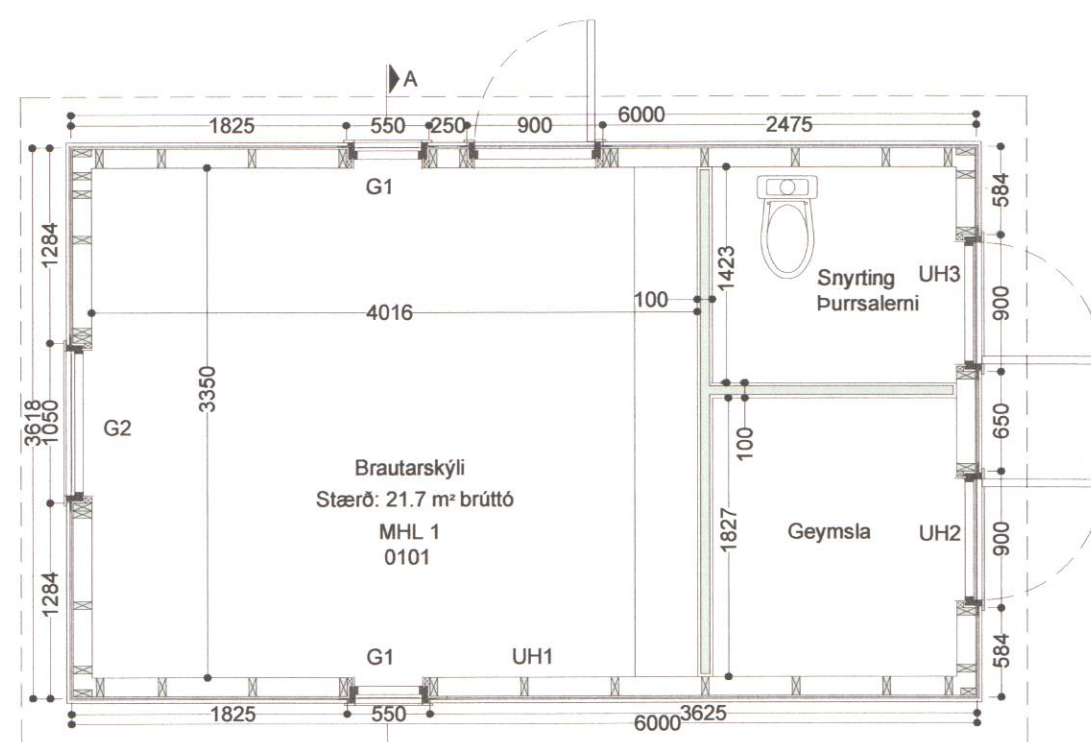 A
6000
1825 550 250 900 2475
G1
584
1284
1423
100
Snyrting
Þurrsalerni
UH3
900
4016
3350
3618
1050
G2
650
100
Brautarskýli
Stærð: 21.7 m² brúttó
MHL 1
0101
1827
Geymsla
UH2
900
1284
G1
UH1
584
1825 550 3625
6000